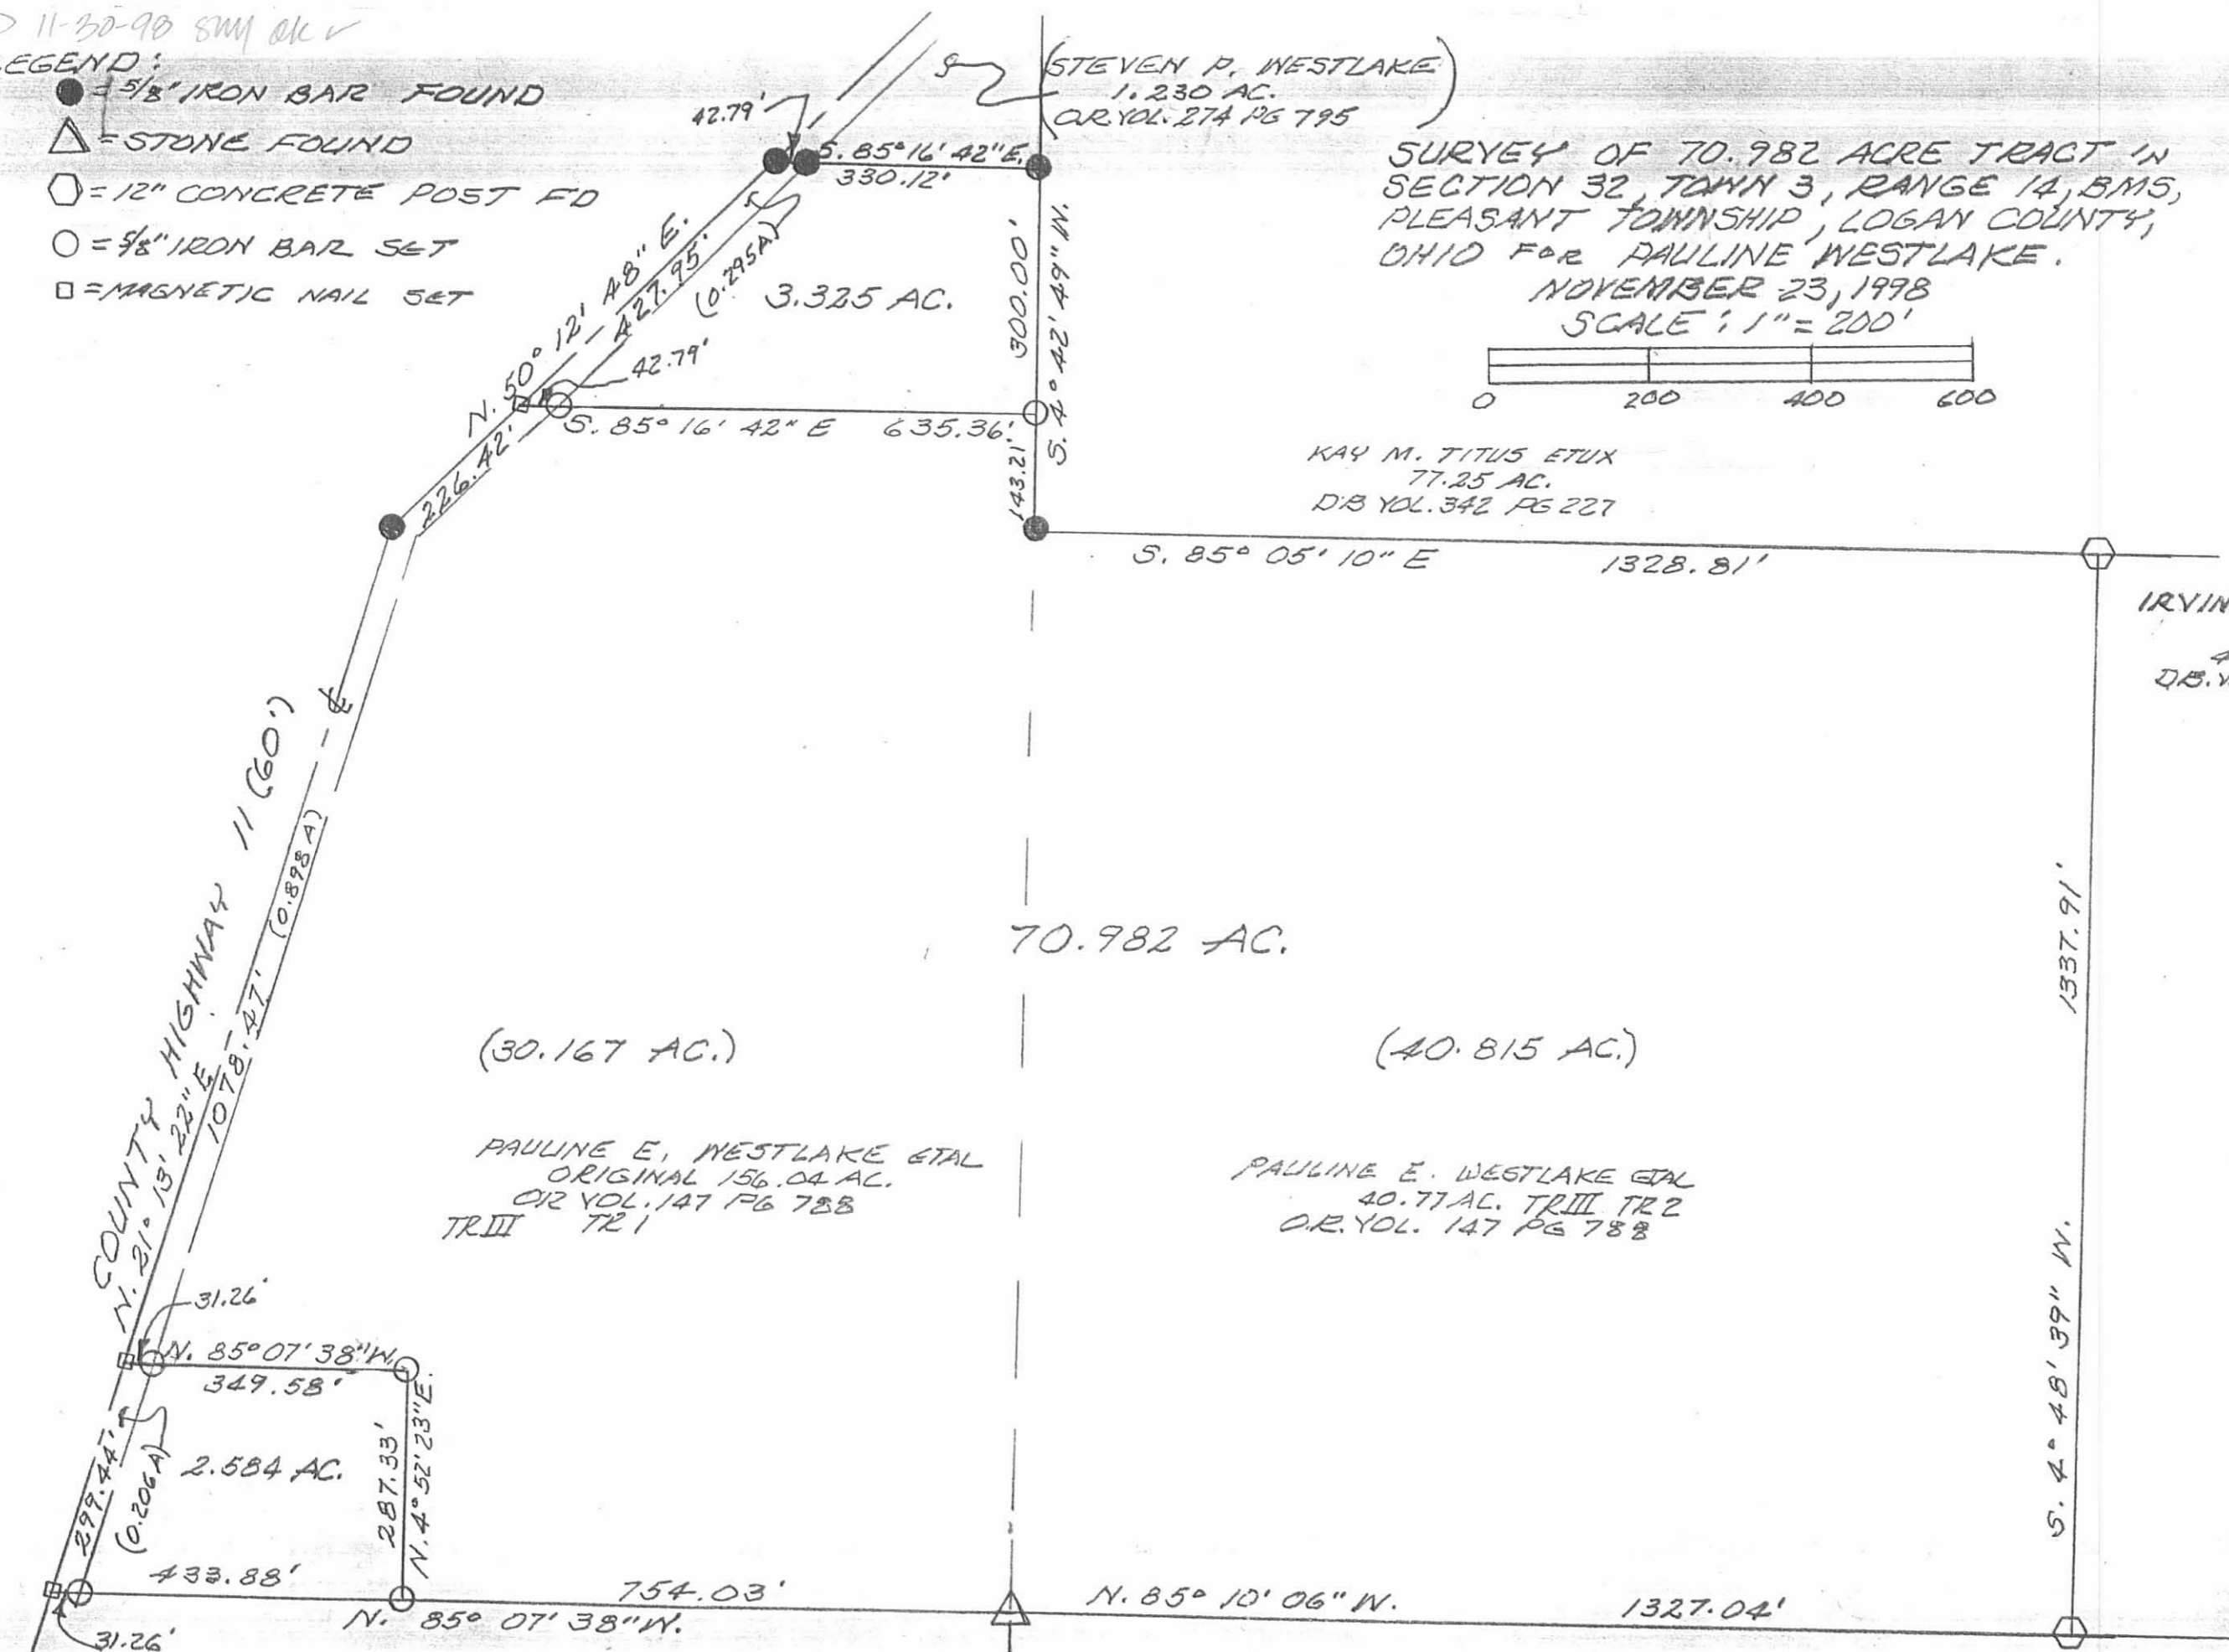 11-30-98 SMY OK ✓
EGEND:
● = 5/8" IRON BAR FOUND
△ = STONE FOUND
⬡ = 12" CONCRETE POST FD
○ = 5/8" IRON BAR SET
□ = MAGNETIC NAIL SET
(STEVEN P. WESTLAKE
1.230 AC.
O.R. VOL. 274 PG 795)
SURVEY OF 70.982 ACRE TRACT IN
SECTION 32, TOWN 3, RANGE 14, BMS,
PLEASANT TOWNSHIP, LOGAN COUNTY,
OHIO FOR PAULINE WESTLAKE.
NOVEMBER 23, 1998
SCALE: 1" = 200'
0 200 400 600
42.79'
S. 85° 16' 42" E.
330.12'
N. 50° 12' 48" E.
427.95'
(0.295A)
3.325 AC.
300.00'
S. 4° 42' 49" W.
42.79'
S. 85° 16' 42" E 635.36'
226.42'
143.21'
KAY M. TITUS ETUX
77.25 AC.
DB VOL. 342 PG 227
S. 85° 05' 10" E 1328.81'
IRVIN
4
DB. V
COUNTY HIGHWAY 11 (60')
N. 21° 13' 22" E.
1078.47'
(0.898 A)
70.982 AC.
1337.91'
S. 4° 48' 39" W.
(30.167 AC.)
(40.815 AC.)
PAULINE E. WESTLAKE ETAL
ORIGINAL 156.04 AC.
OR VOL. 147 PG 788
TR III TR 1
PAULINE E. WESTLAKE ETAL
40.77 AC. TR III TR 2
O.R. VOL. 147 PG 788
31.26'
N. 85° 07' 38" W.
349.58'
299.44'
(0.206 A)
2.584 AC.
287.33'
N. 4° 52' 23" E.
433.88'
754.03'
N. 85° 07' 38" W.
N. 85° 10' 06" W.
1327.04'
31.26'